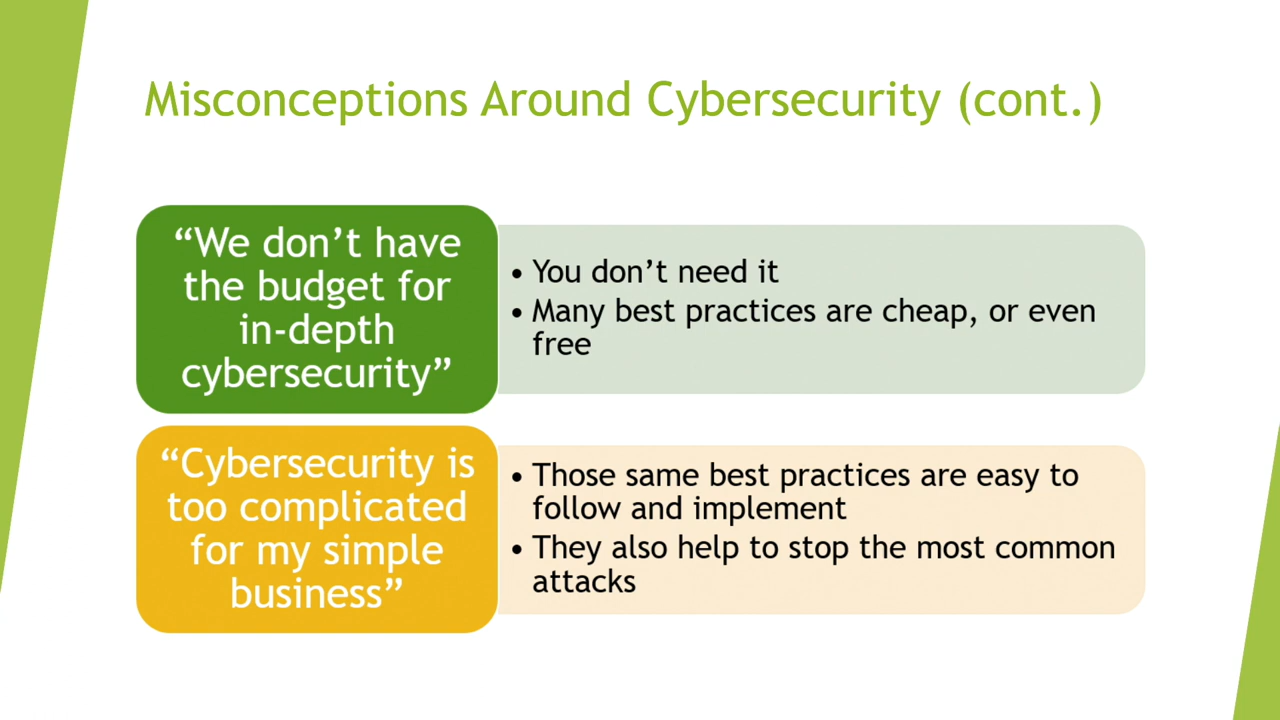 Misconceptions Around Cybersecurity (cont.)
“We don’t have
the budget for
in-depth
cybersecurity”
• You don’t need it
• Many best practices are cheap, or even
free
“Cybersecurity is
too complicated
for my simple
business”
• Those same best practices are easy to
follow and implement
• They also help to stop the most common
attacks